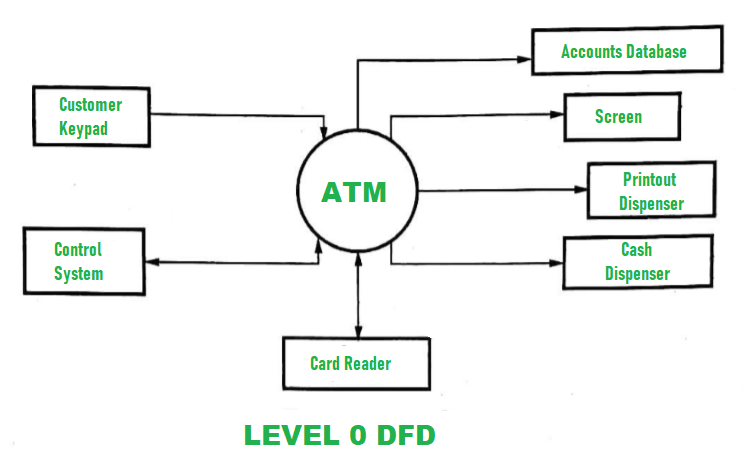 Accounts Database
Customer
Keypad
Screen
ATM
Printout
Dispenser
Control
System
Cash
Dispenser
Card Reader
LEVEL 0 DFD